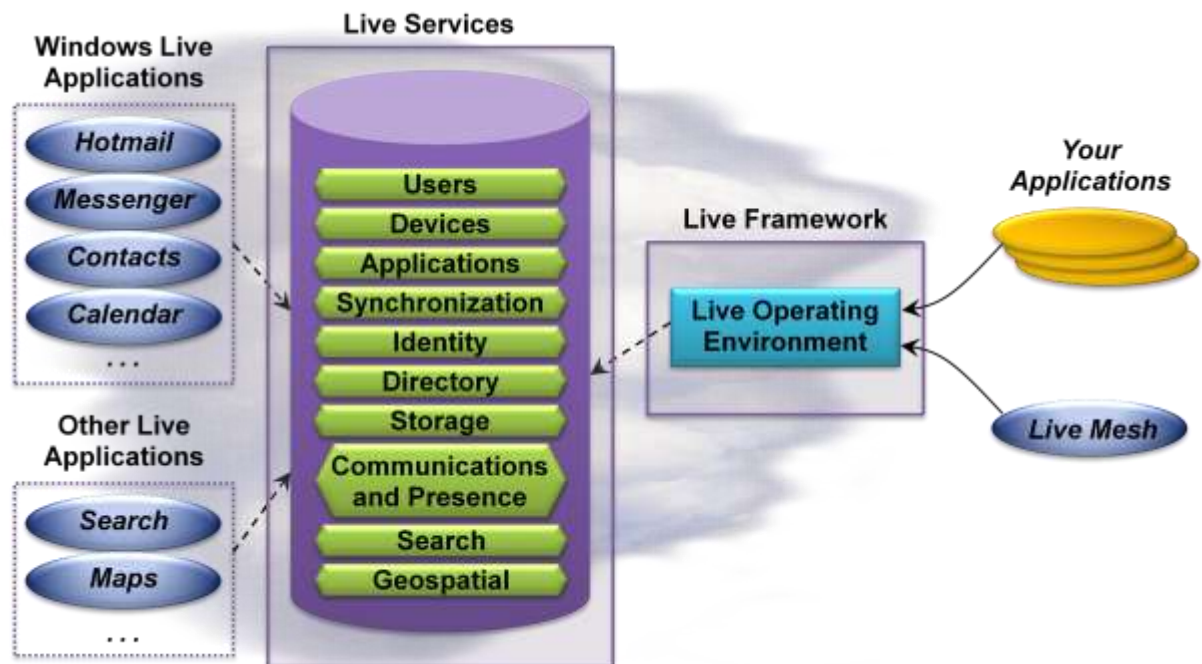 Live Services
Windows Live
Applications
Hotmail
Messenger
Contacts
Calendar
...
Other Live
Applications
Search
Maps
...
Users
Devices
Applications
Synchronization
Identity
Directory
Storage
Communications
and Presence
Search
Geospatial
Live Framework
Live Operating
Environment
Your
Applications
Live Mesh